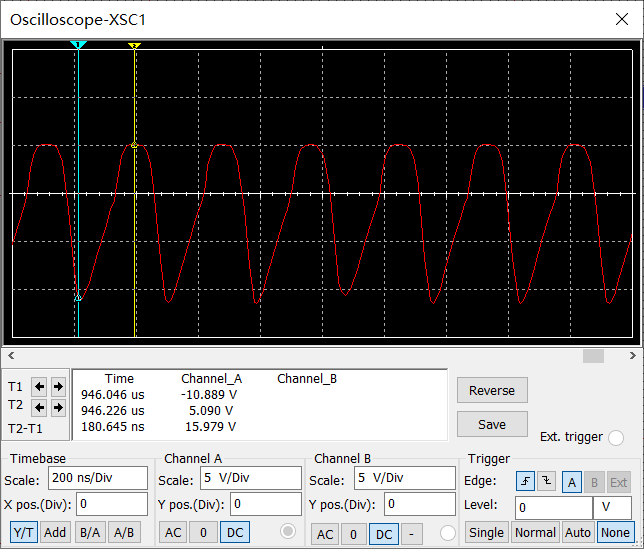 Oscilloscope-XSC1
1 2
T1
T2
T2-T1
Time Channel_A Channel_B
946.046 us -10.889 V
946.226 us 5.090 V
180.645 ns 15.979 V
Reverse
Save
Ext. trigger
Timebase
Scale: 200 ns/Div
X pos.(Div): 0
Y/T Add B/A A/B
Channel A
Scale: 5 V/Div
Y pos.(Div): 0
AC 0 DC
Channel B
Scale: 5 V/Div
Y pos.(Div): 0
AC 0 DC -
Trigger
Edge: A B Ext
Level: 0 V
Single Normal Auto None